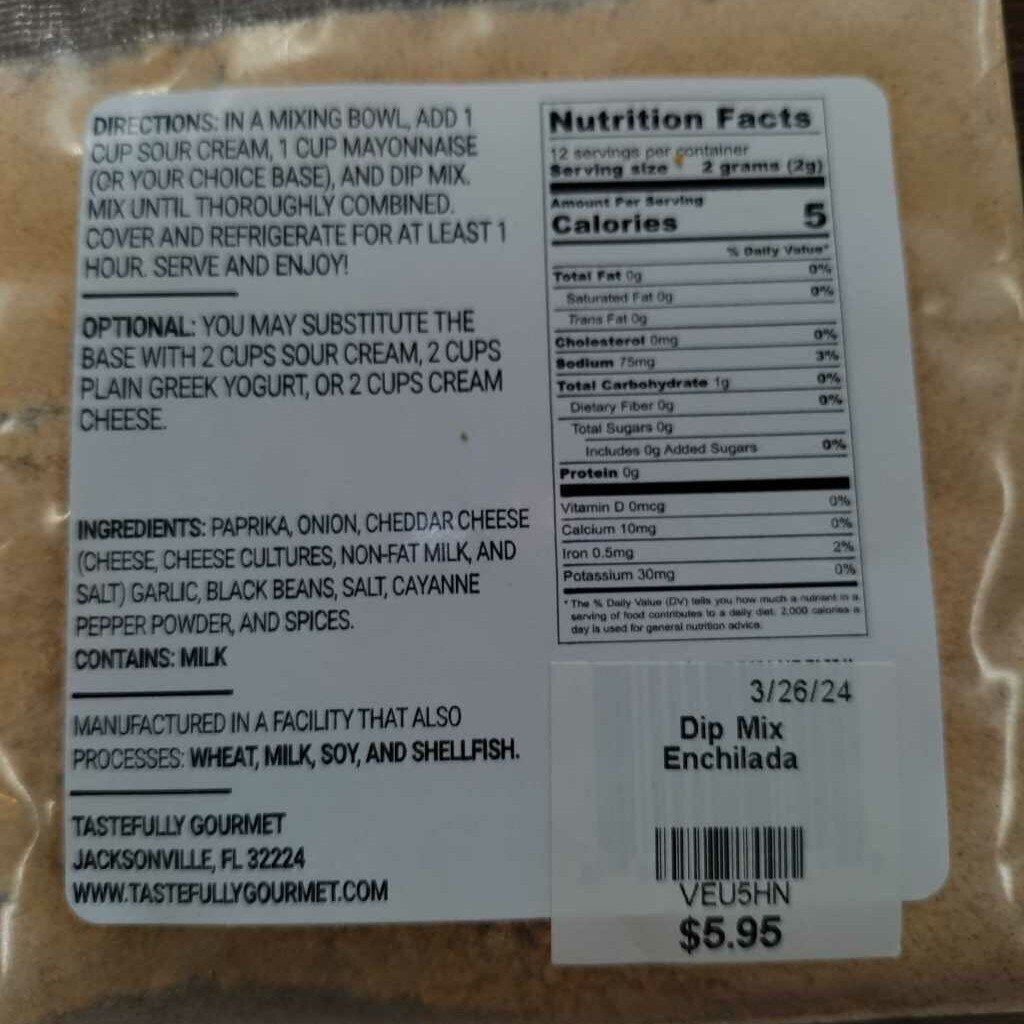 DIRECTIONS: IN A MIXING BOWL, ADD 1
CUP SOUR CREAM, 1 CUP MAYONNAISE
(OR YOUR CHOICE BASE), AND DIP MIX.
MIX UNTIL THOROUGHLY COMBINED.
COVER AND REFRIGERATE FOR AT LEAST 1
HOUR. SERVE AND ENJOY!
OPTIONAL: YOU MAY SUBSTITUTE THE
BASE WITH 2 CUPS SOUR CREAM, 2 CUPS
PLAIN GREEK YOGURT, OR 2 CUPS CREAM
CHEESE.
INGREDIENTS: PAPRIKA, ONION, CHEDDAR CHEESE
(CHEESE, CHEESE CULTURES, NON-FAT MILK, AND
SALT) GARLIC, BLACK BEANS, SALT, CAYANNE
PEPPER POWDER, AND SPICES.
CONTAINS: MILK
MANUFACTURED IN A FACILITY THAT ALSO
PROCESSES: WHEAT, MILK, SOY, AND SHELLFISH.
TASTEFULLY GOURMET
JACKSONVILLE, FL 32224
WWW.TASTEFULLYGOURMET.COM
Nutrition Facts
12 servings per container
Serving size 2 grams (2g)
Amount Per Serving
Calories 5
% Daily Value*
Total Fat 0g 0%
Saturated Fat 0g 0%
Trans Fat 0g
Cholesterol 0mg 0%
Sodium 75mg 3%
Total Carbohydrate 1g 0%
Dietary Fiber 0g 0%
Total Sugars 0g
Includes 0g Added Sugars 0%
Protein 0g
Vitamin D 0mcg 0%
Calcium 10mg 0%
Iron 0.5mg 2%
Potassium 30mg 0%
* The % Daily Value (DV) tells you how much a nutrient in a
serving of food contributes to a daily diet. 2,000 calories a
day is used for general nutrition advice.
3/26/24
Dip Mix
Enchilada
VEU5HN
$5.95